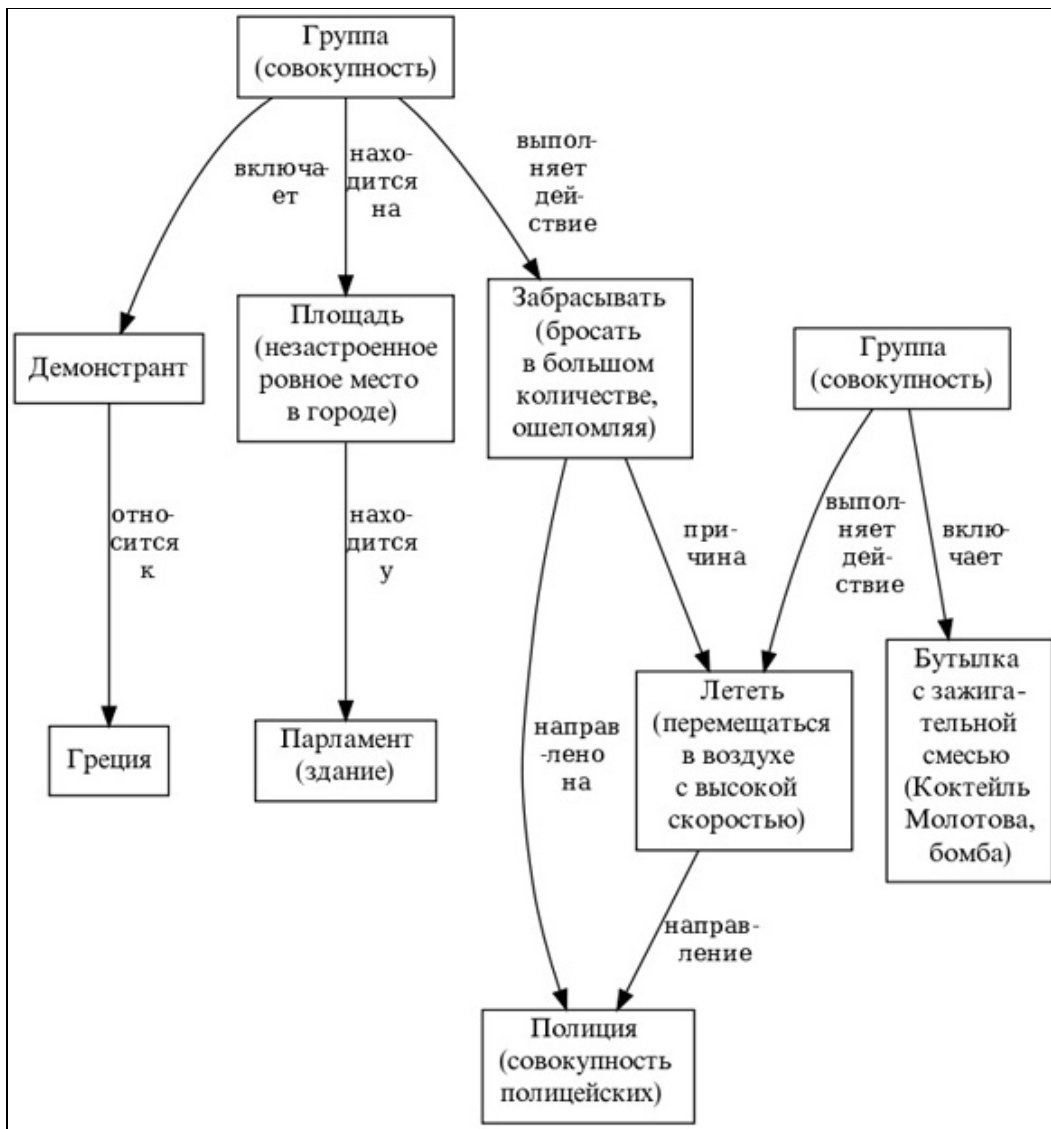 Группа
(совокупность)
включа-
ет
нахо-
дится
на
выпол-
няет
дей-
ствие
Демонстрант
Площадь
(незастроенное
ровное место
в городе)
Забрасывать
(бросать
в большом
количестве,
ошеломляя)
Группа
(совокупность)
отно-
сится
к
нахо-
дится
у
при-
чина
выпол-
няет
дей-
ствие
вклю-
чает
Греция
Парламент
(здание)
направ
-лено
на
Лететь
(перемещаться
в воздухе
с высокой
скоростью)
Бутылка
с зажига-
тельной
смесью
(Коктейль
Молотова,
бомба)
направ-
ление
Полиция
(совокупность
полицейских)